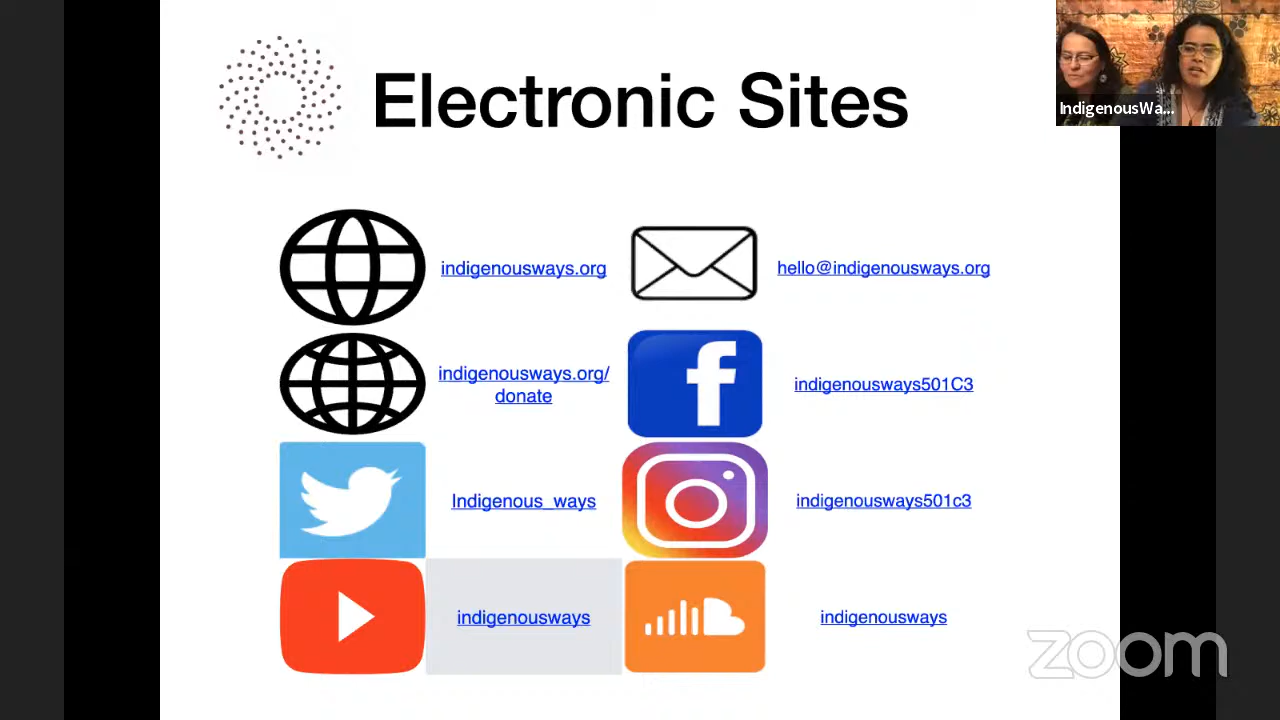 Electronic Sites
IndigenousWa...
indigenousways.org
hello@indigenousways.org
indigenousways.org/
donate
indigenousways501C3
Indigenous_ways
indigenousways501c3
indigenousways
indigenousways
zoom